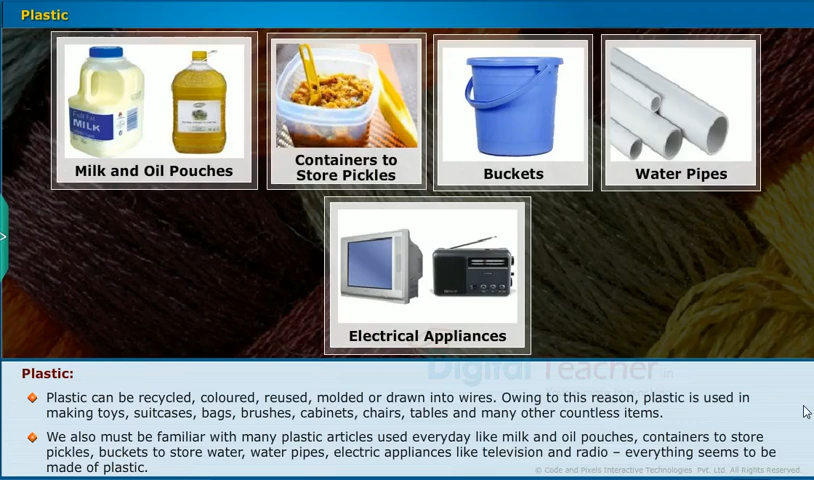 Plastic
Full Fat
MILK
Milk and Oil Pouches
Containers to
Store Pickles
Buckets
Water Pipes
Electrical Appliances
Digital Teacher in
Plastic:
Plastic can be recycled, coloured, reused, molded or drawn into wires. Owing to this reason, plastic is used in
making toys, suitcases, bags, brushes, cabinets, chairs, tables and many other countless items.
We also must be familiar with many plastic articles used everyday like milk and oil pouches, containers to store
pickles, buckets to store water, water pipes, electric appliances like television and radio – everything seems to be
made of plastic.
© Code and Pixels Interactive Technologies Pvt. Ltd. All Rights Reserved.